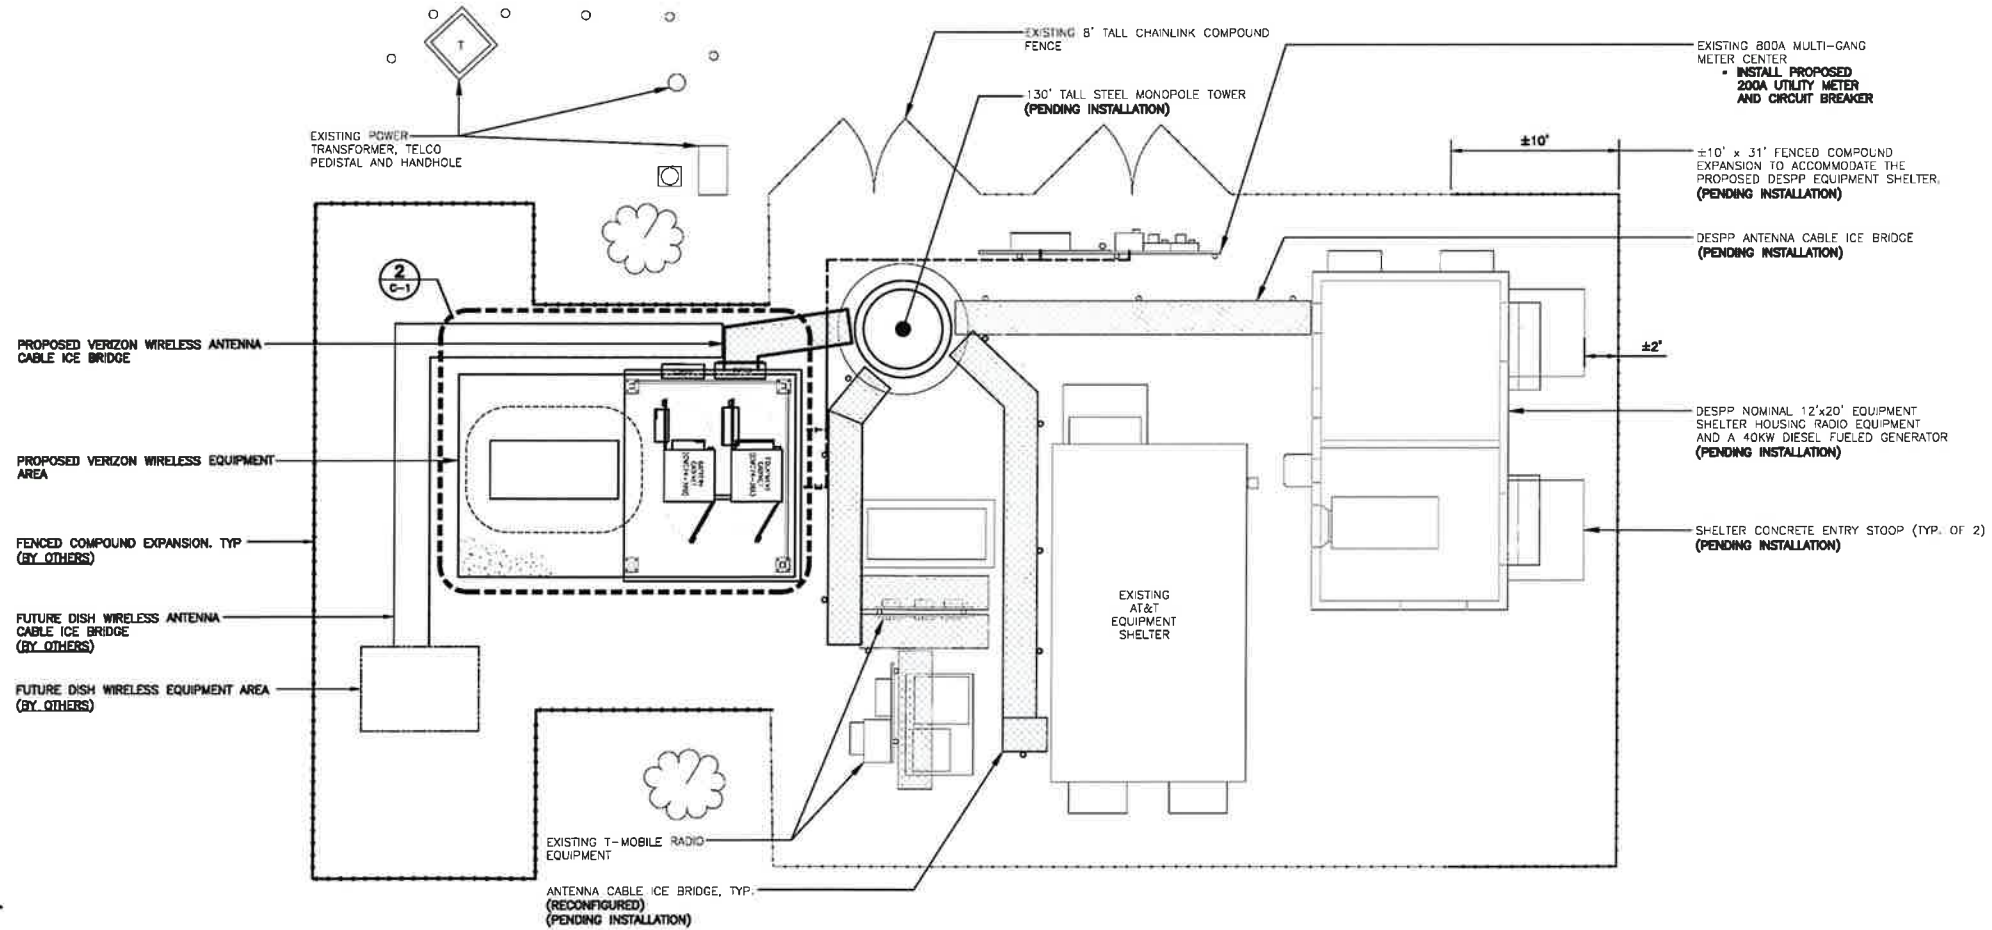 EXISTING 8' TALL CHAINLINK COMPOUND
FENCE
130' TALL STEEL MONOPOLE TOWER
(PENDING INSTALLATION)
EXISTING 800A MULTI-GANG
METER CENTER
• INSTALL PROPOSED
200A UTILITY METER
AND CIRCUIT BREAKER
T
EXISTING POWER
TRANSFORMER, TELCO
PEDISTAL AND HANDHOLE
±10'
±10' x 31' FENCED COMPOUND
EXPANSION TO ACCOMMODATE THE
PROPOSED DESPP EQUIPMENT SHELTER.
(PENDING INSTALLATION)
DESPP ANTENNA CABLE ICE BRIDGE
(PENDING INSTALLATION)
2
C-1
PROPOSED VERIZON WIRELESS ANTENNA
CABLE ICE BRIDGE
±2'
DESPP NOMINAL 12'x20' EQUIPMENT
SHELTER HOUSING RADIO EQUIPMENT
AND A 40KW DIESEL FUELED GENERATOR
(PENDING INSTALLATION)
T
E
PROPOSED VERIZON WIRELESS EQUIPMENT
AREA
BATTERY
CABINET
EQUIPMENT
CABINET
SHELTER CONCRETE ENTRY STOOP (TYP. OF 2)
(PENDING INSTALLATION)
FENCED COMPOUND EXPANSION. TYP
(BY OTHERS)
EXISTING
AT&T
EQUIPMENT
SHELTER
FUTURE DISH WIRELESS ANTENNA
CABLE ICE BRIDGE
(BY OTHERS)
FUTURE DISH WIRELESS EQUIPMENT AREA
(BY OTHERS)
EXISTING T-MOBILE RADIO
EQUIPMENT
ANTENNA CABLE ICE BRIDGE, TYP.
(RECONFIGURED)
(PENDING INSTALLATION)